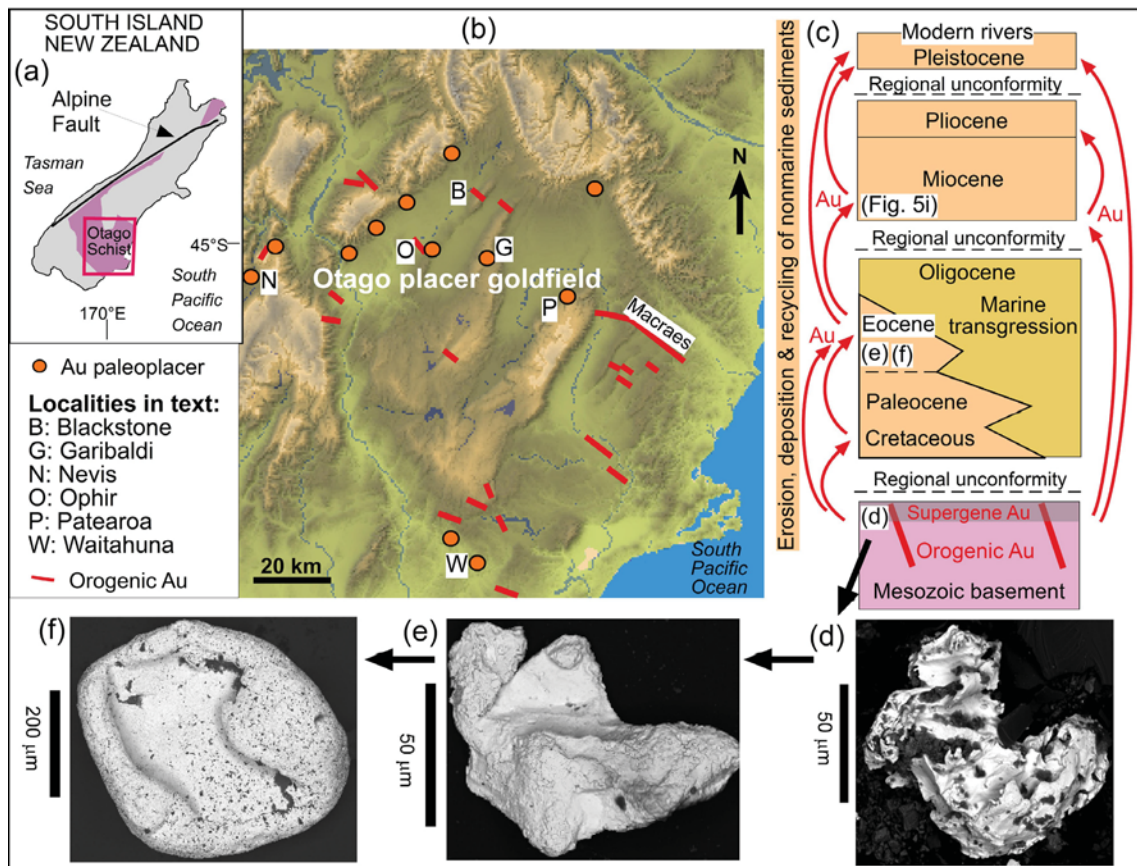 SOUTH ISLAND
NEW ZEALAND
(a)
Alpine
Fault
Tasman
Sea
Otago
Schist
45°S
South
Pacific
Ocean
170°E
Au paleoplacer
Localities in text:
B: Blackstone
G: Garibaldi
N: Nevis
O: Ophir
P: Patearoa
W: Waitahuna
Orogenic Au
(b)
N
B
O
G
N
Otago placer goldfield
P
Macraes
W
20 km
South
Pacific
Ocean
Erosion, deposition & recycling of nonmarine sediments
(c)
Modern rivers
Pleistocene
Regional unconformity
Pliocene
Miocene
(Fig. 5i)
Au
Au
Regional unconformity
Oligocene
Marine
transgression
Eocene
(e) (f)
Au
Paleocene
Cretaceous
Regional unconformity
(d)
Supergene Au
Orogenic Au
Mesozoic basement
(f)
200 µm
(e)
50 µm
(d)
50 µm